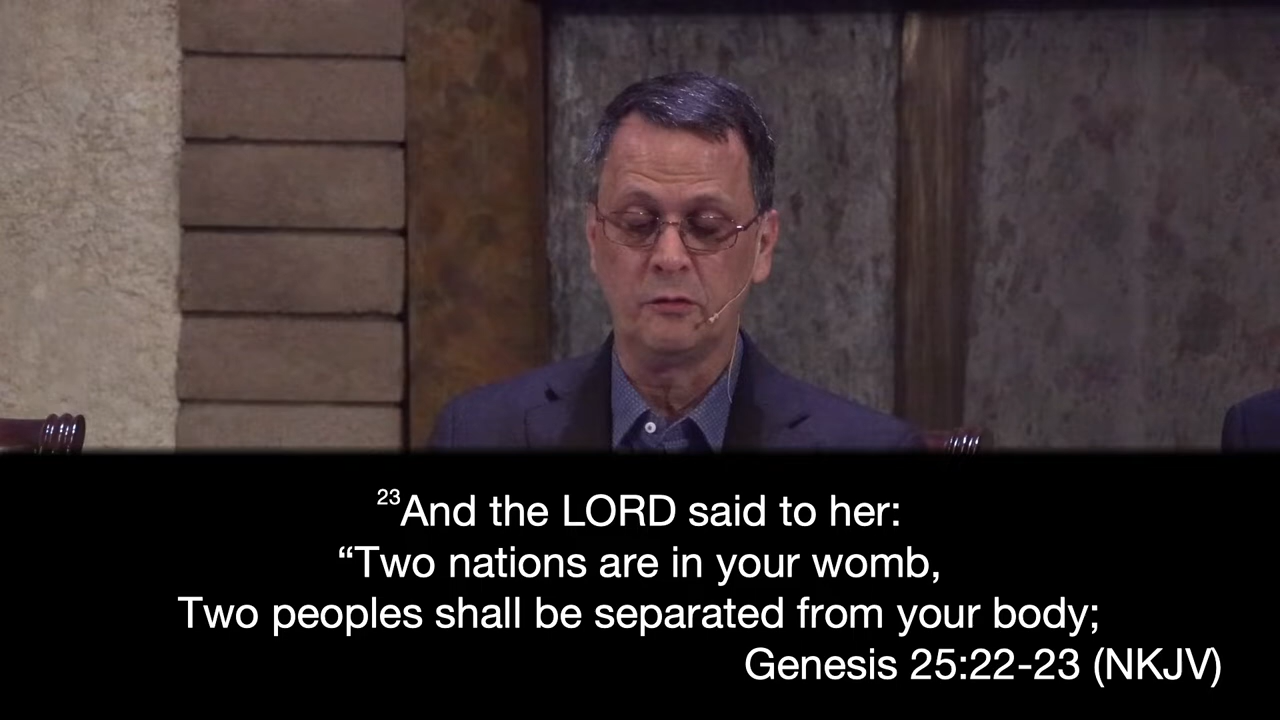 23And the LORD said to her:
“Two nations are in your womb,
Two peoples shall be separated from your body;
Genesis 25:22-23 (NKJV)